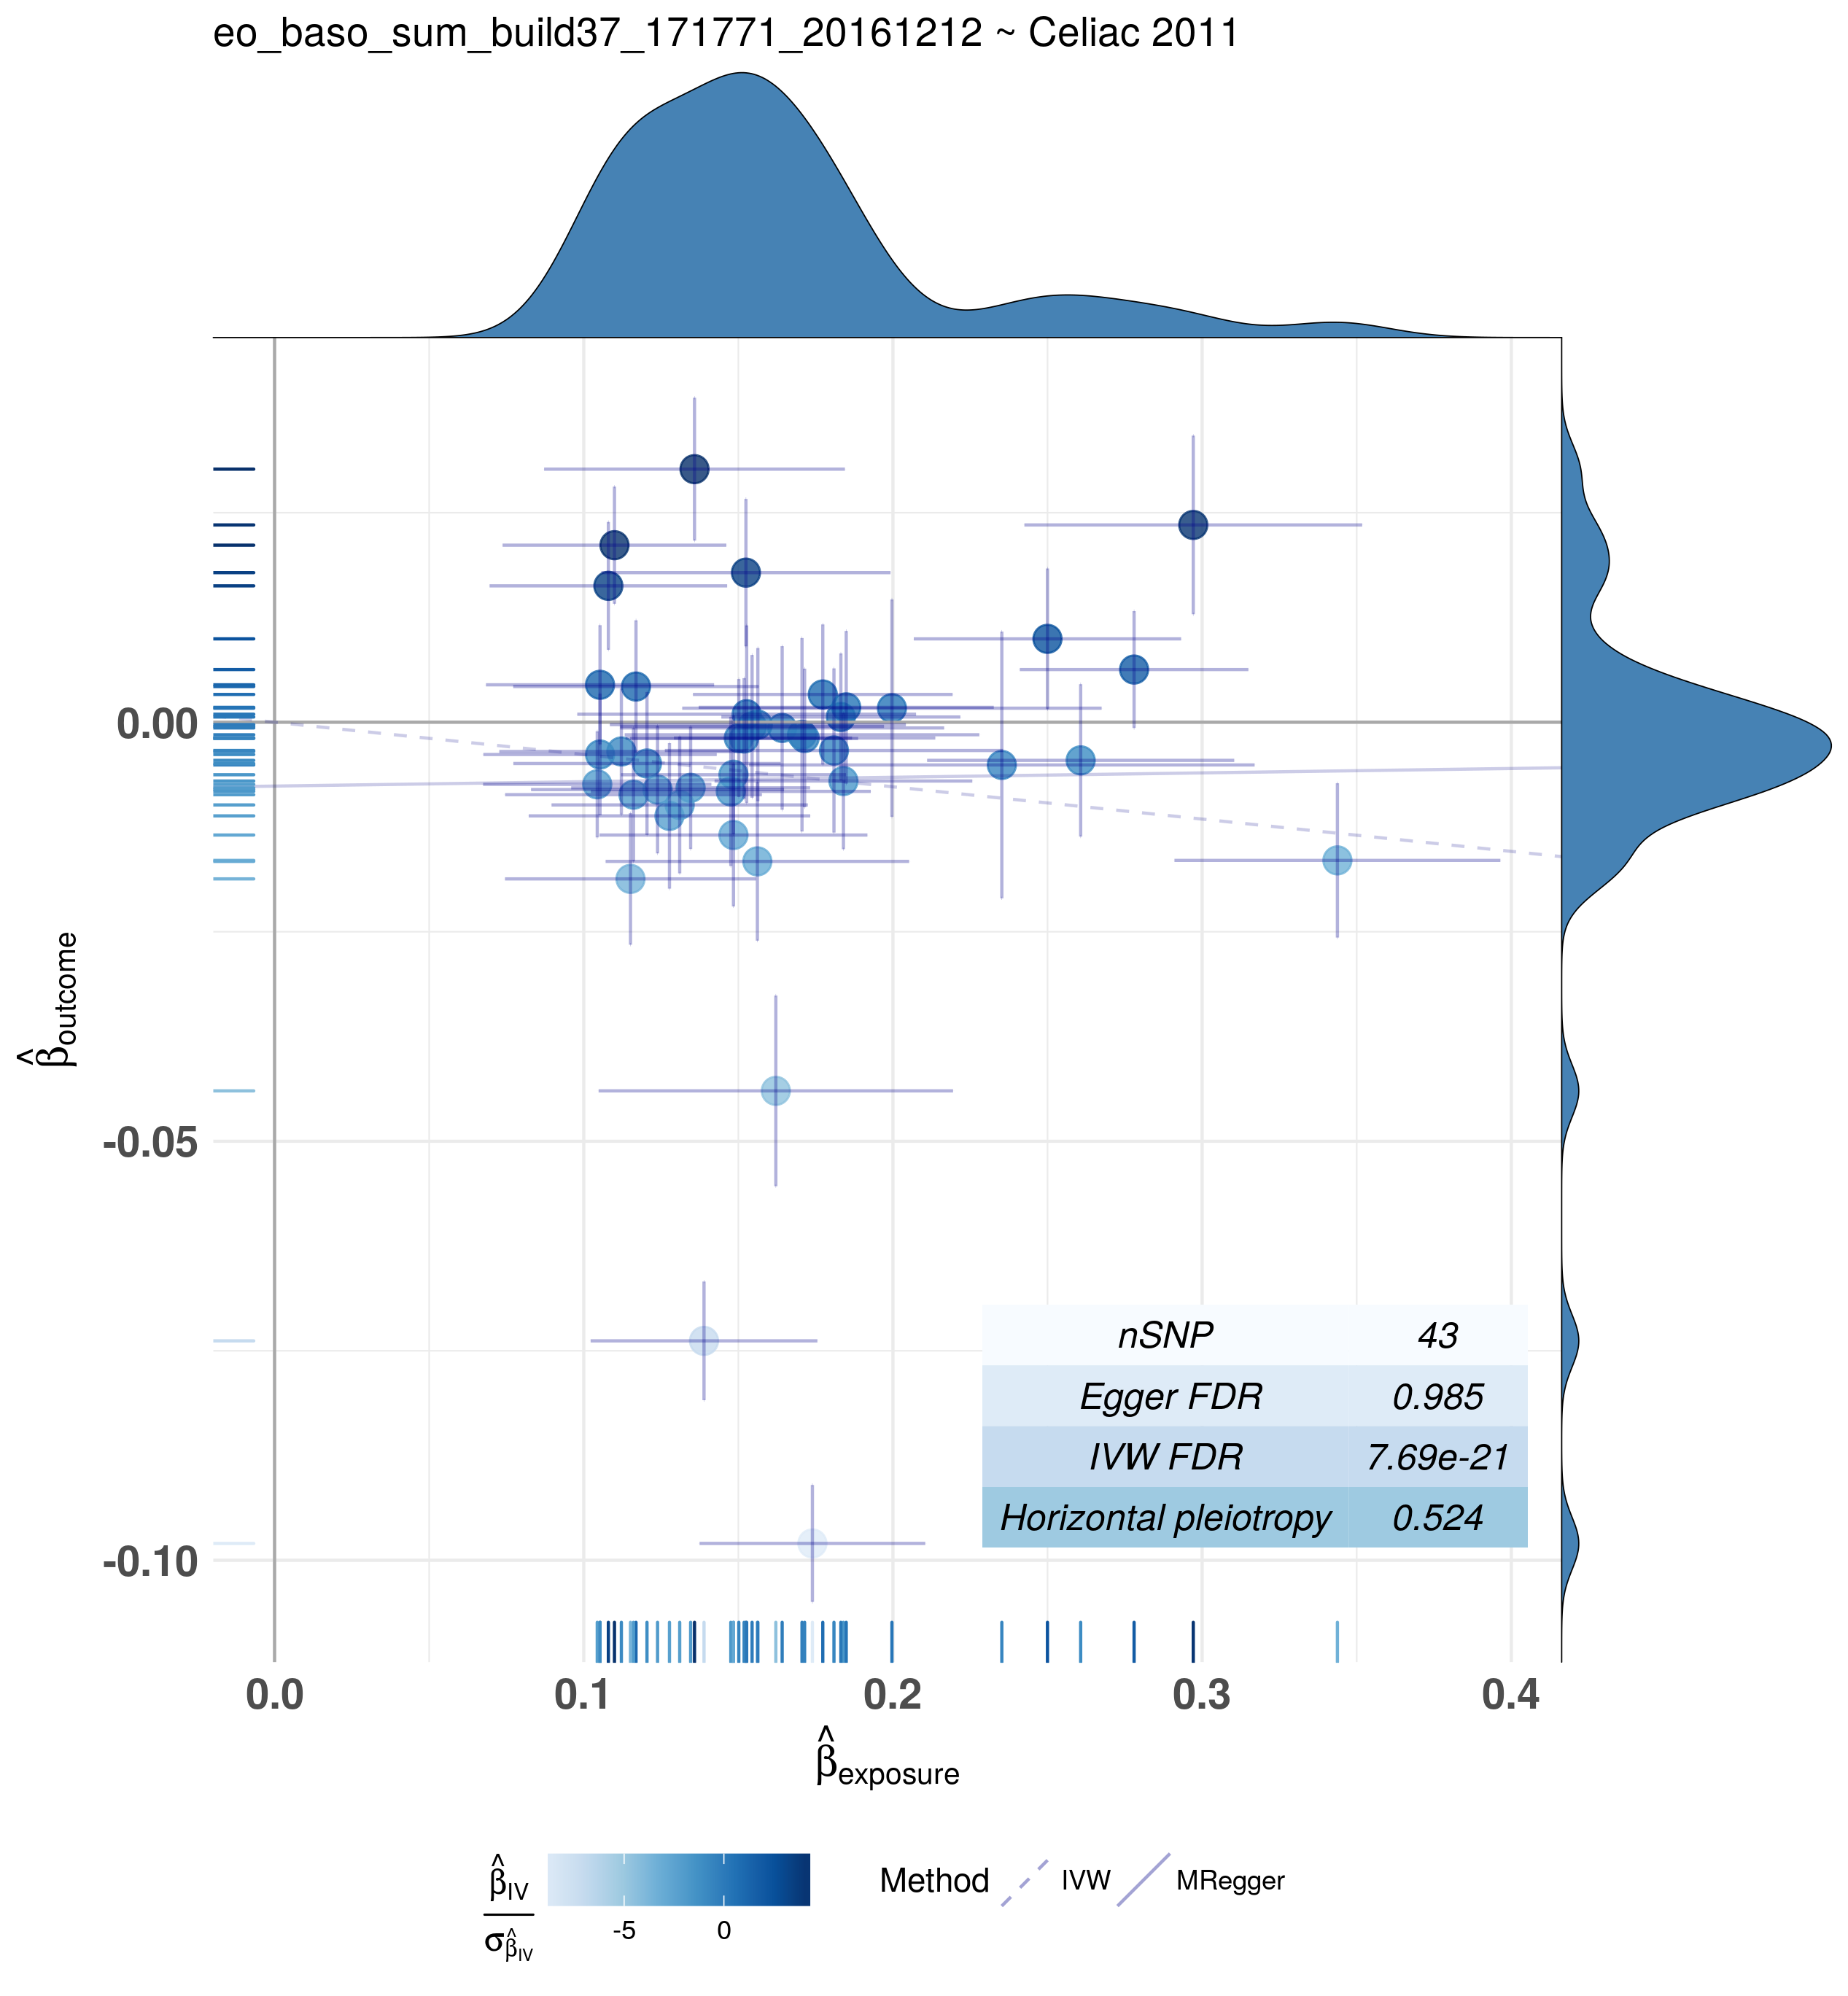 eo_baso_sum_build37_171771_20161212 ~ Celiac 2011
0.00
-0.05
-0.10
β̂outcome
nSNP 43
Egger FDR 0.985
IVW FDR 7.69e-21
Horizontal pleiotropy 0.524
0.0 0.1 0.2 0.3 0.4
β̂exposure
β̂IV
σβ̂IV
-5 0
Method IVW MRegger